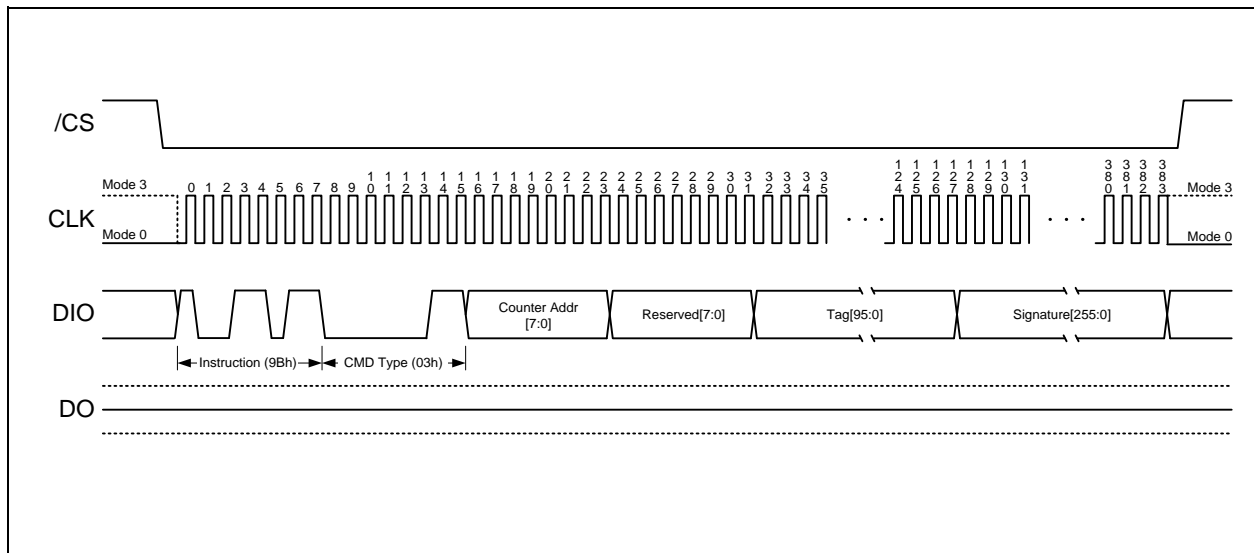 /CS
Mode 3
CLK
Mode 0
0 1 2 3 4 5 6 7 8 9 10 11 12 13 14 15 16 17 18 19 20 21 22 23 24 25 26 27 28 29 30 31 32 33 34 35
. . .
124 125 126 127 128 129 130 131
. . .
380 381 382 383
Mode 3
Mode 0
DIO
Counter Addr
[7:0]
Reserved[7:0]
Tag[95:0]
Signature[255:0]
Instruction (9Bh)
CMD Type (03h)
DO